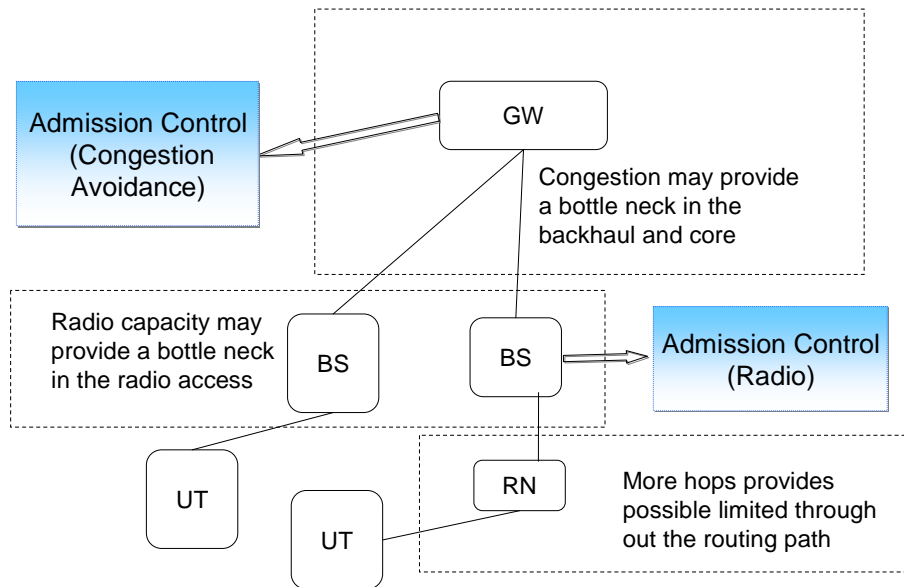 GW
Admission Control
(Congestion
Avoidance)
Congestion may provide
a bottle neck in the
backhaul and core
Radio capacity may
provide a bottle neck
in the radio access
BS
BS
Admission Control
(Radio)
UT
RN
UT
More hops provides
possible limited through
out the routing path